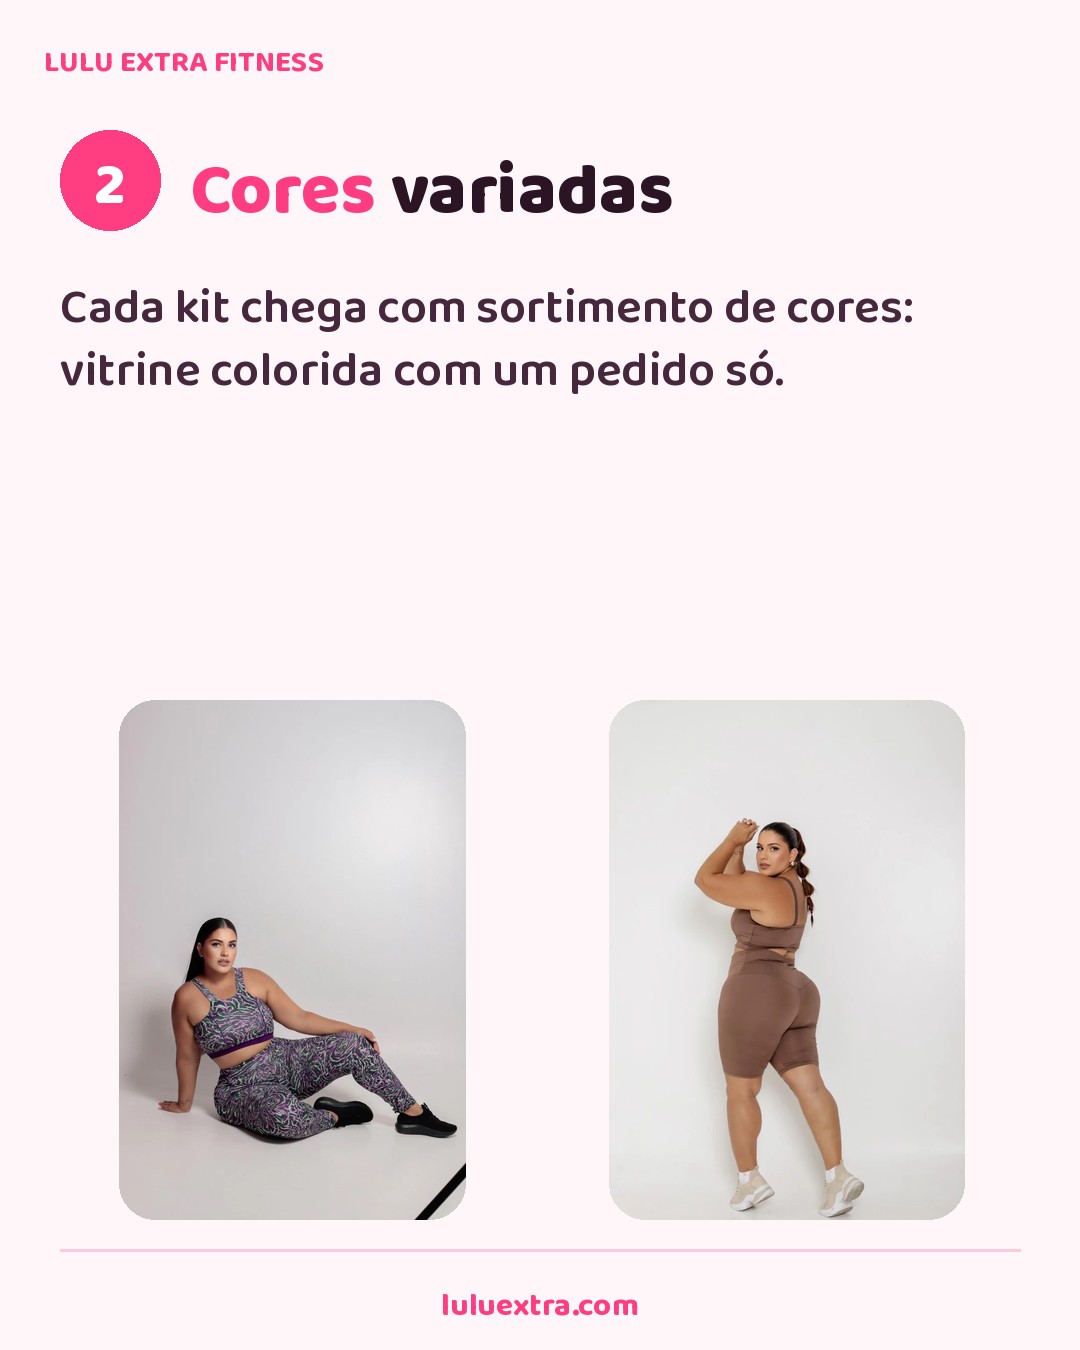 LULU EXTRA FITNESS
2 Cores variadas
Cada kit chega com sortimento de cores:
vitrine colorida com um pedido só.
luluextra.com